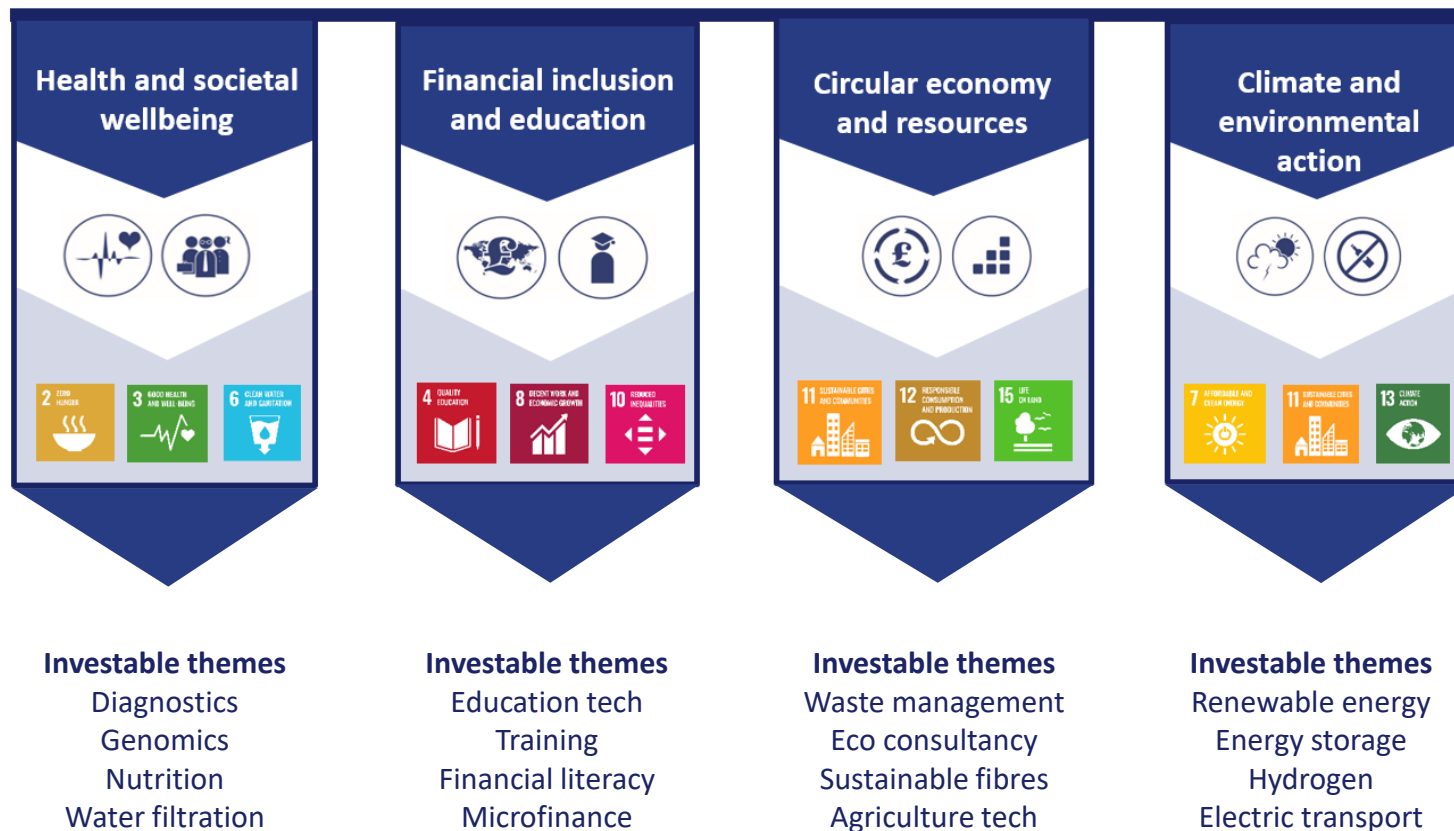 Health and societal
wellbeing
2 ZERO
HUNGER
3 GOOD HEALTH
AND WELL-BEING
6 CLEAN WATER
AND SANITATION
Investable themes
Diagnostics
Genomics
Nutrition
Water filtration
Financial inclusion
and education
£
4 QUALITY
EDUCATION
8 DECENT WORK AND
ECONOMIC GROWTH
10 REDUCED
INEQUALITIES
Investable themes
Education tech
Training
Financial literacy
Microfinance
Circular economy
and resources
£
11 SUSTAINABLE CITIES
AND COMMUNITIES
12 RESPONSIBLE
CONSUMPTION
AND PRODUCTION
15 LIFE
ON LAND
Investable themes
Waste management
Eco consultancy
Sustainable fibres
Agriculture tech
Climate and
environmental
action
7 AFFORDABLE AND
CLEAN ENERGY
11 SUSTAINABLE CITIES
AND COMMUNITIES
13 CLIMATE
ACTION
Investable themes
Renewable energy
Energy storage
Hydrogen
Electric transport